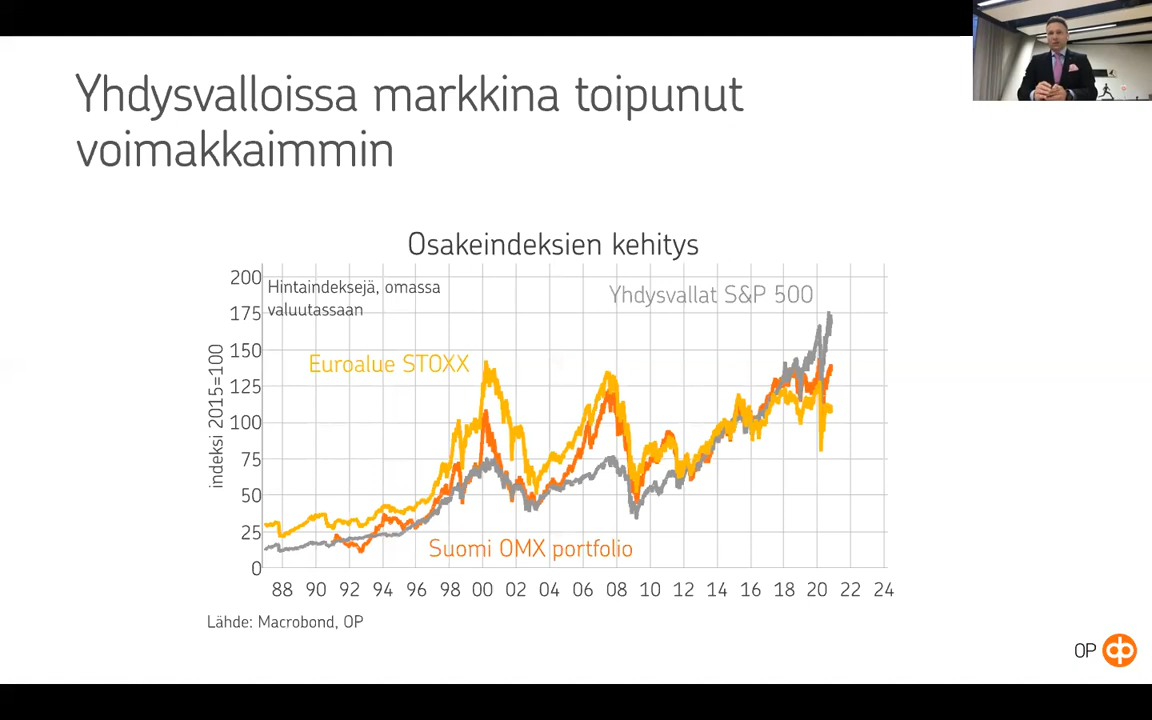 Yhdysvalloissa markkina toipunut
voimakkaimmin
Osakeindeksien kehitys
Hintaindeksejä, omassa
valuutassaan
Yhdysvallat S&P 500
Euroalue STOXX
Suomi OMX portfolio
indeksi 2015=100
200
175
150
125
100
75
50
25
0
88 90 92 94 96 98 00 02 04 06 08 10 12 14 16 18 20 22 24
Lähde: Macrobond, OP
OP